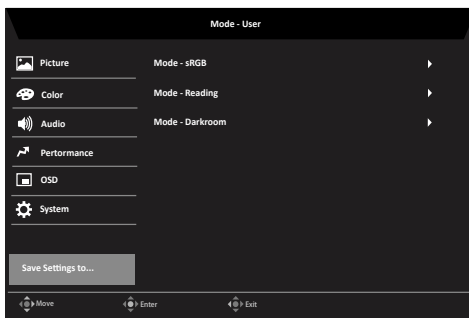 Mode - User
Picture
Mode - sRGB
Color
Mode - Reading
Audio
Mode - Darkroom
Pertormance
OSD
System
Save Settings to...
Move
Enter
Exit